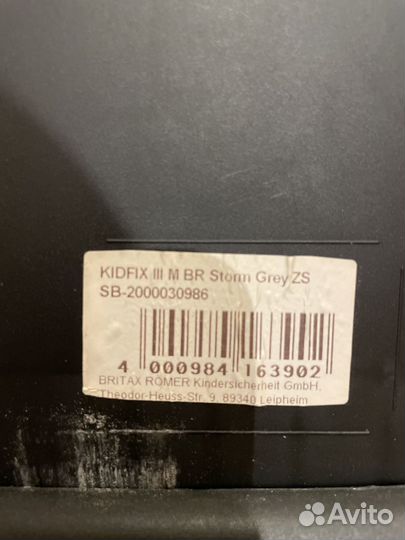 KIDFIX III M BR Storm Grey ZS
SB-2000030986
4 000984 163902
BRITAX RÖMER Kindersicherheit GmbH.
Theodor-Heuss-Str. 9, 89340 Leipheim
Avito